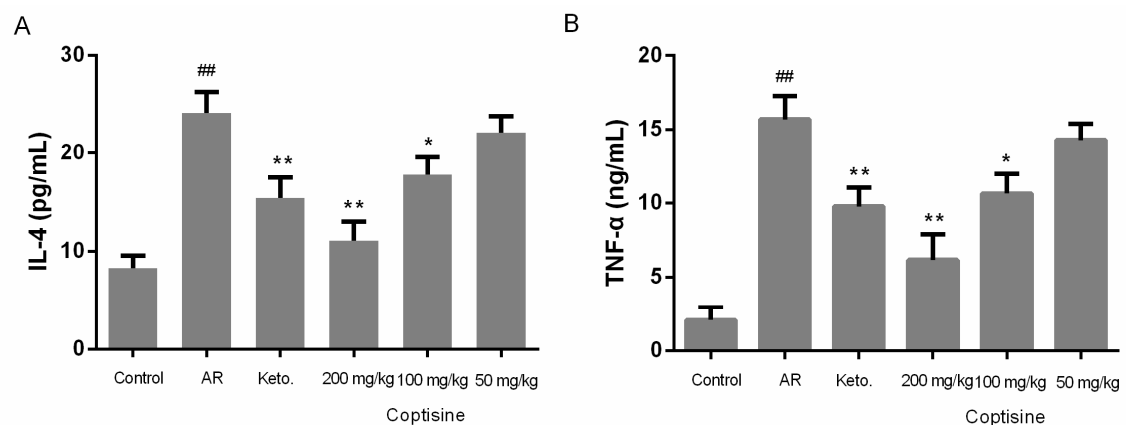 A
IL-4 (pg/mL)
30
20
10
0
##
**
**
*
Control AR Keto. 200 mg/kg 100 mg/kg 50 mg/kg
Coptisine
B
TNF-α (ng/mL)
20
15
10
5
0
##
**
**
*
Control AR Keto. 200 mg/kg 100 mg/kg 50 mg/kg
Coptisine